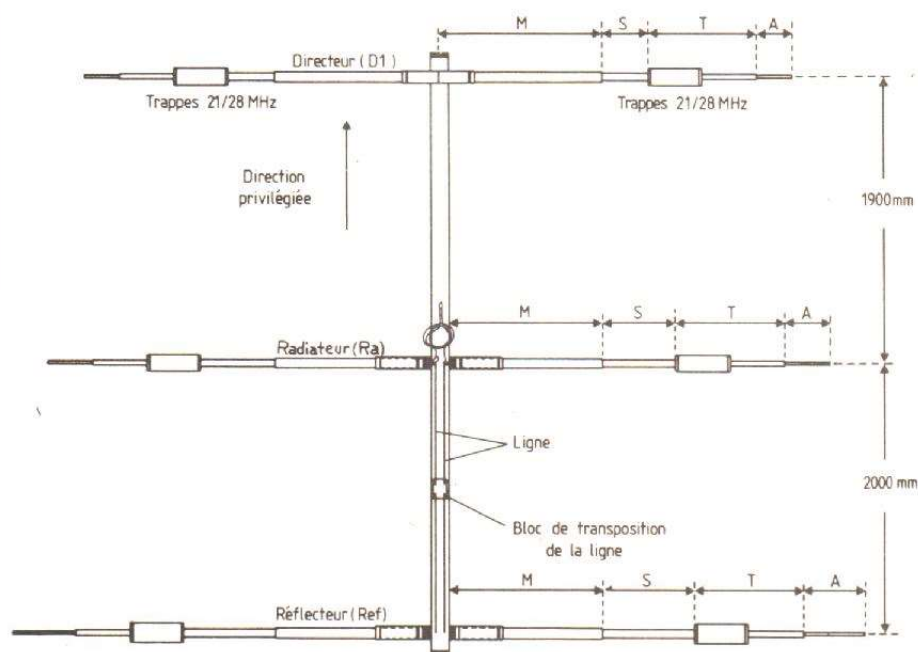 M S T A
Directeur (D1)
Trappes 21/28 MHz Trappes 21/28 MHz
Direction
privilégiée
1900mm
M S T A
Radiateur (Ra)
Ligne
2000 mm
Bloc de transposition
de la ligne
M S T A
Réflecteur (Ref)